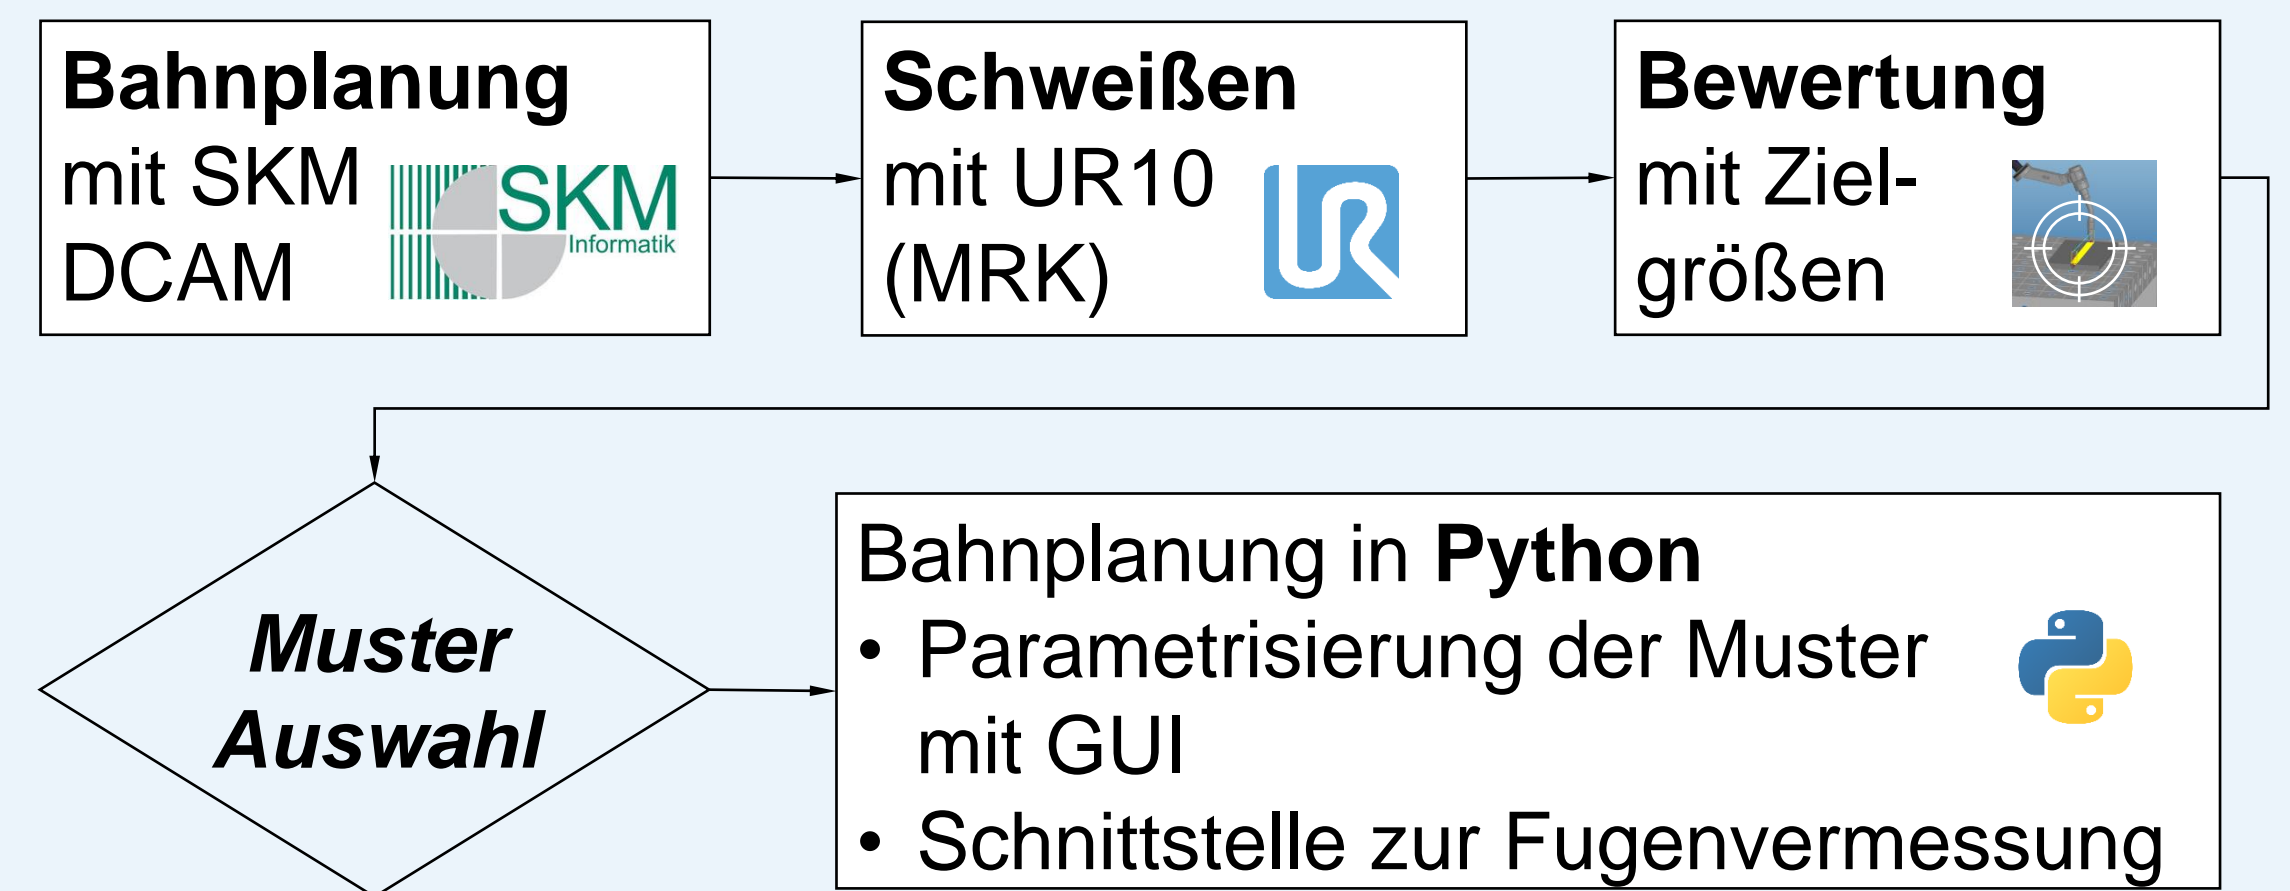 Bahnplanung
mit SKM
DCAM
SKM
Informatik
Schweißen
mit UR10
(MRK)
UR
Bewertung
mit Ziel-
größen
Muster
Auswahl
Bahnplanung in Python
• Parametrisierung der Muster
mit GUI
• Schnittstelle zur Fugenvermessung